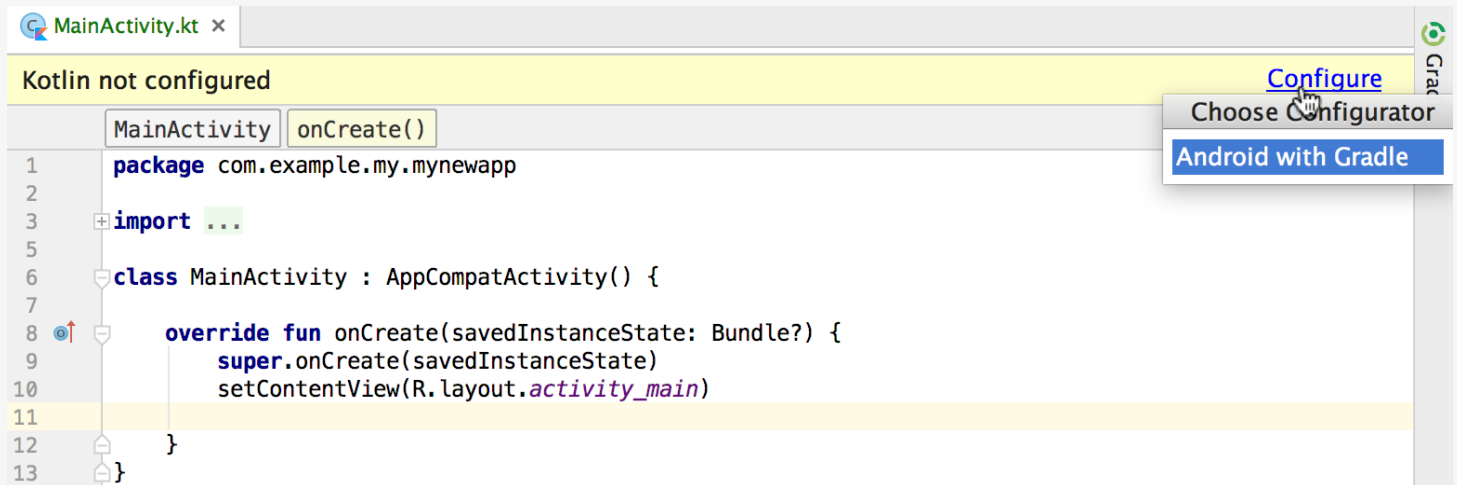 MainActivity.kt ×
Kotlin not configured Configure
Choose Configurator
Android with Gradle
MainActivity onCreate()
1 package com.example.my.mynewapp
2
3 import ...
5
6 class MainActivity : AppCompatActivity() {
7
8 override fun onCreate(savedInstanceState: Bundle?) {
9 super.onCreate(savedInstanceState)
10 setContentView(R.layout.activity_main)
11
12 }
13 }